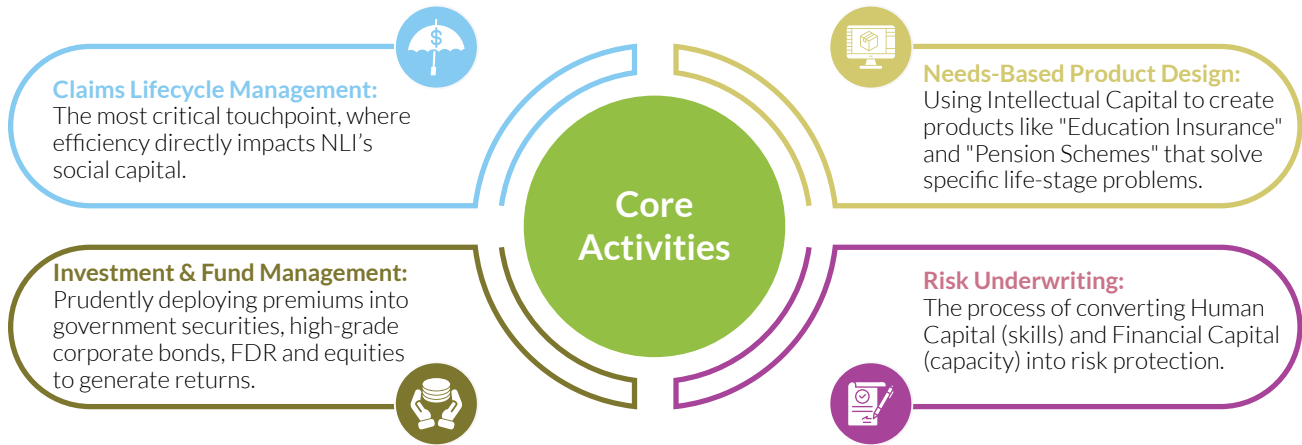 $
Claims Lifecycle Management:
The most critical touchpoint, where
efficiency directly impacts NLI’s
social capital.
Needs-Based Product Design:
Using Intellectual Capital to create
products like "Education Insurance"
and "Pension Schemes" that solve
specific life-stage problems.
Core
Activities
Investment & Fund Management:
Prudently deploying premiums into
government securities, high-grade
corporate bonds, FDR and equities
to generate returns.
Risk Underwriting:
The process of converting Human
Capital (skills) and Financial Capital
(capacity) into risk protection.